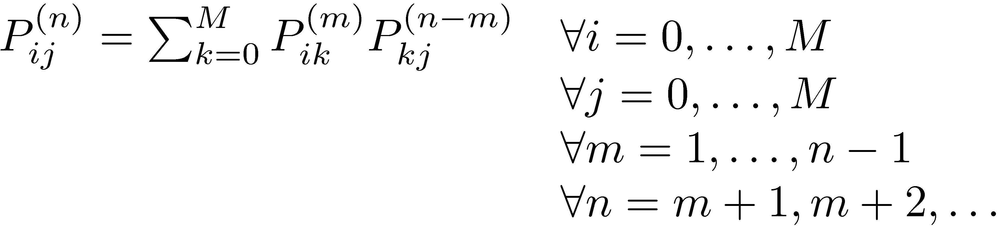 P_{ij}^{(n)} = \sum_{k=0}^{M} P_{ik}^{(m)} P_{kj}^{(n-m)} ∀i = 0, . . . , M
∀j = 0, . . . , M
∀m = 1, . . . , n − 1
∀n = m + 1, m + 2, . . .